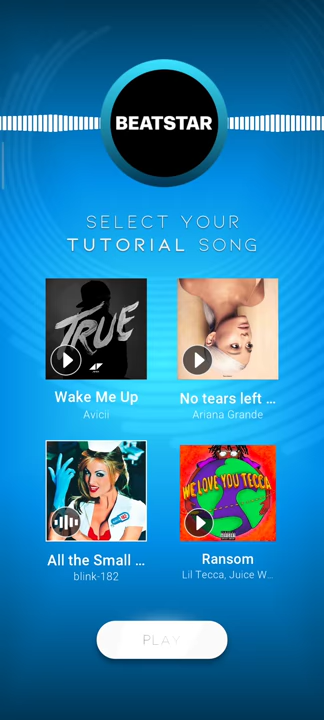 BEATSTAR
SELECT YOUR
TUTORIAL SONG
TRUE
Wake Me Up
Avicii
No tears left ...
Ariana Grande
WE LOVE YOU TECCA
All the Small ...
blink-182
Ransom
Lil Tecca, Juice W...
PLAY